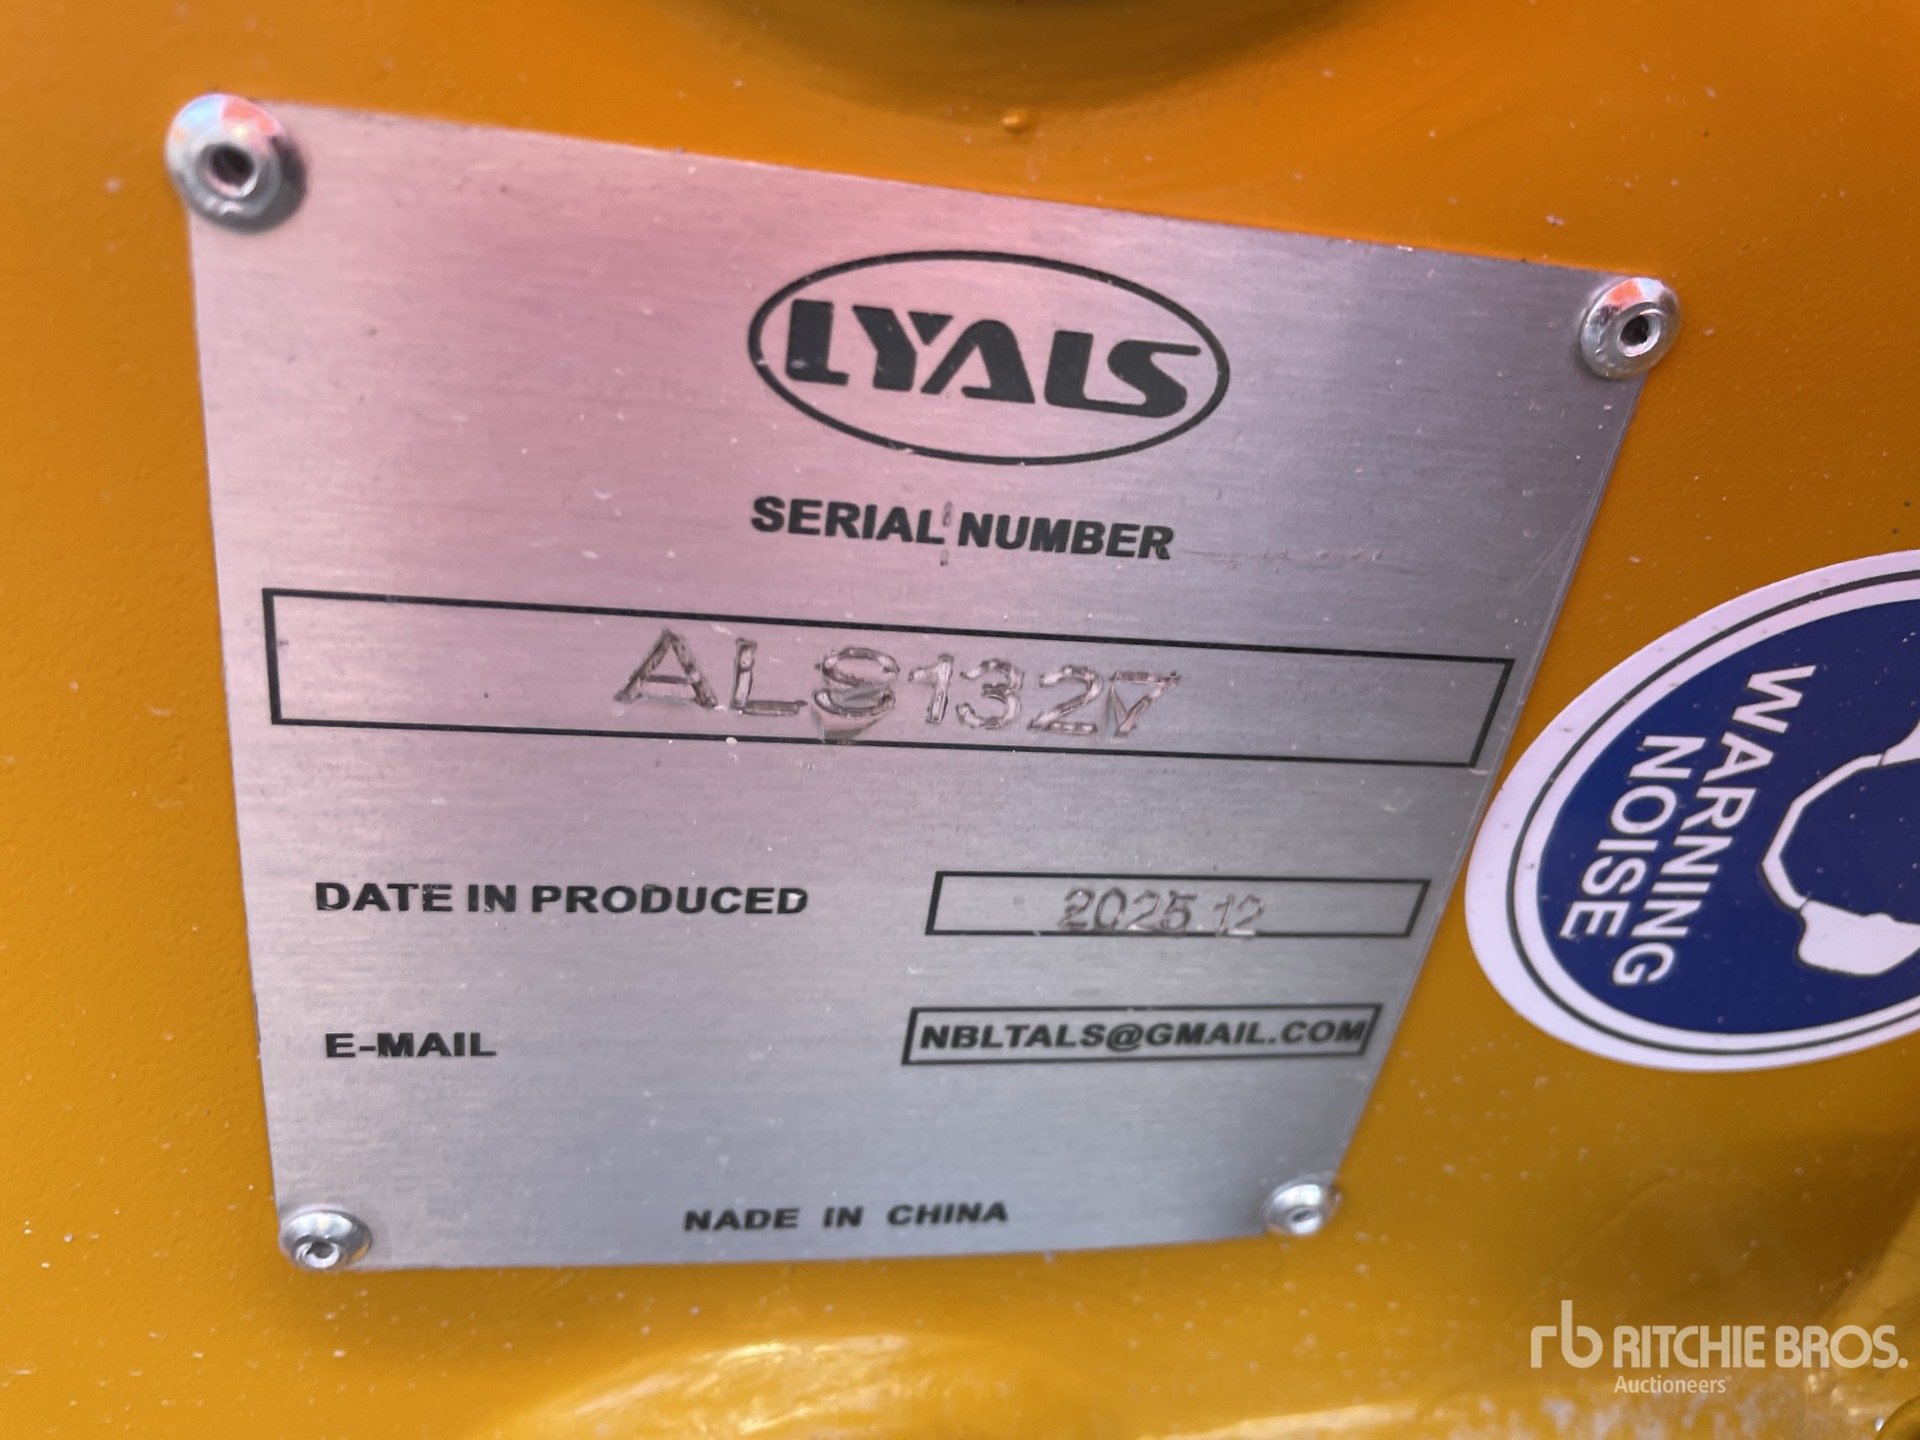 LYALS
SERIAL NUMBER
ALS1327
DATE IN PRODUCED 2025.12
E-MAIL NBLTALS@GMAIL.COM
NADE IN CHINA
WARNING
NOISE
rb RITCHIE BROS.
Auctioneers